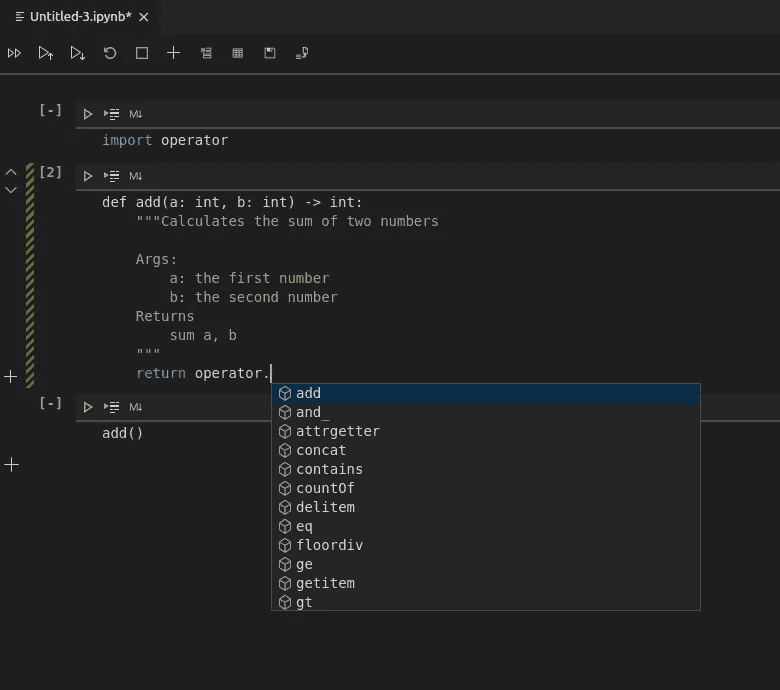 Untitled-3.ipynb*
[-]
M↓
import operator
[2]
M↓
def add(a: int, b: int) -> int:
"""Calculates the sum of two numbers
Args:
a: the first number
b: the second number
Returns
sum a, b
"""
return operator.
add
and_
attrgetter
concat
contains
countOf
delitem
eq
floordiv
ge
getitem
gt
[-]
M↓
add()